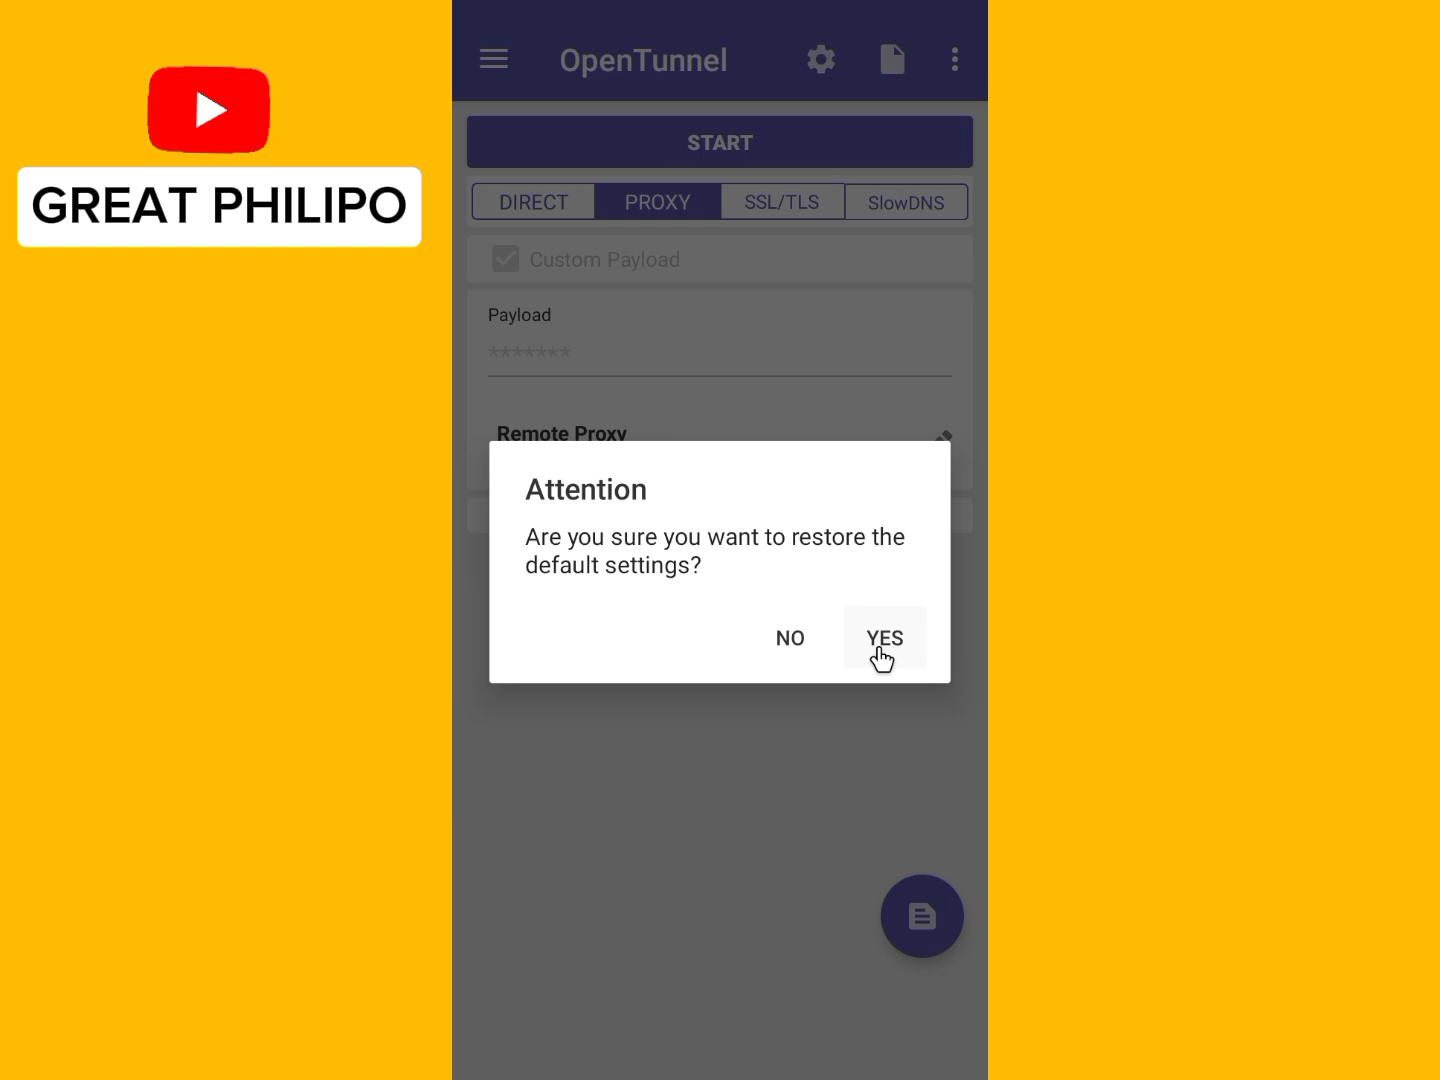 GREAT PHILIPO
OpenTunnel
START
DIRECT PROXY SSL/TLS SlowDNS
Custom Payload
Payload
*******
Remote Proxy
Attention
Are you sure you want to restore the
default settings?
NO YES